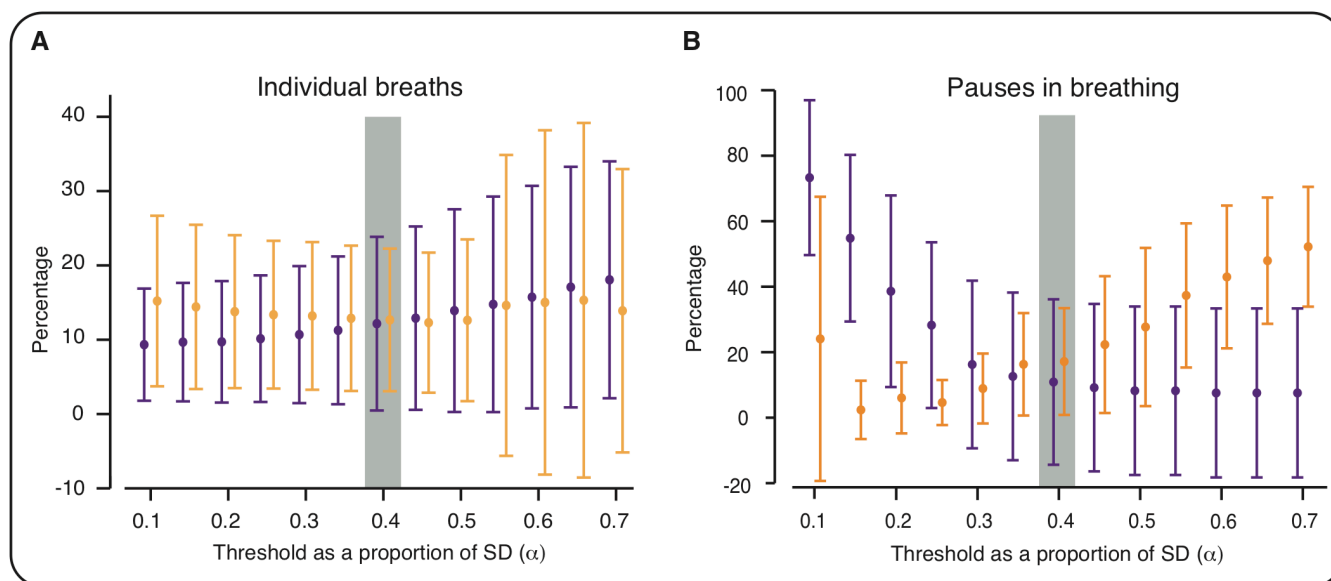 A
Individual breaths
40
30
20
10
0
-10
Percentage
0.1 0.2 0.3 0.4 0.5 0.6 0.7
Threshold as a proportion of SD (α)
B
Pauses in breathing
100
80
60
40
20
0
-20
Percentage
0.1 0.2 0.3 0.4 0.5 0.6 0.7
Threshold as a proportion of SD (α)